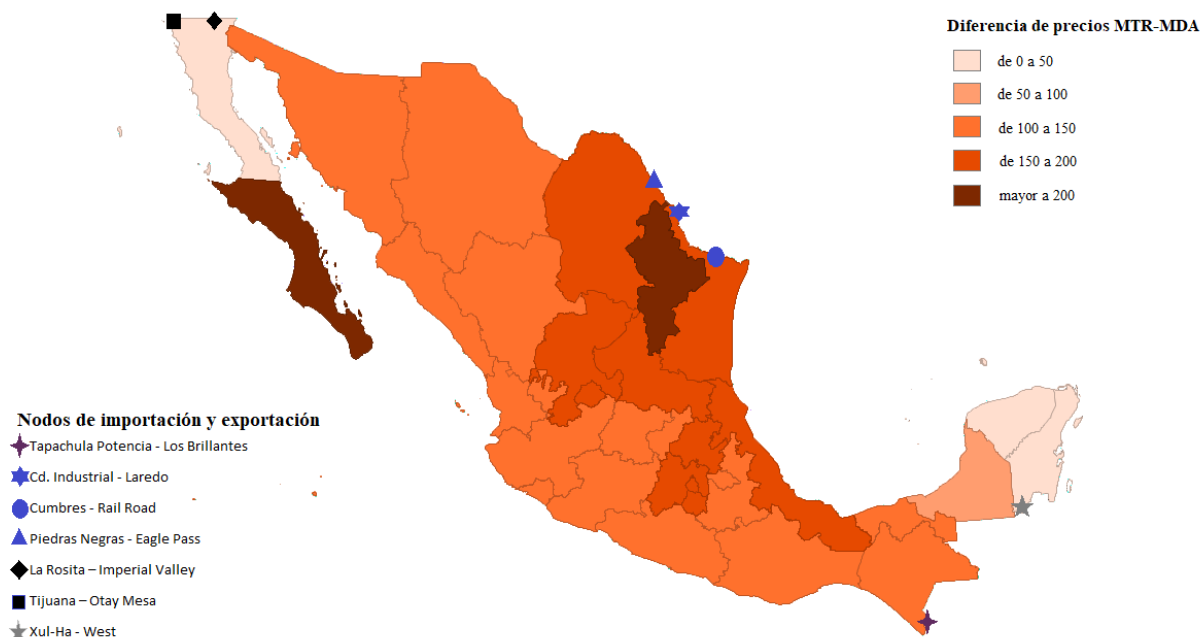 Diferencia de precios MTR-MDA
de 0 a 50
de 50 a 100
de 100 a 150
de 150 a 200
mayor a 200
Nodos de importación y exportación
Tapachula Potencia - Los Brillantes
Cd. Industrial - Laredo
Cumbres - Rail Road
Piedras Negras - Eagle Pass
La Rosita – Imperial Valley
Tijuana – Otay Mesa
Xul-Ha - West